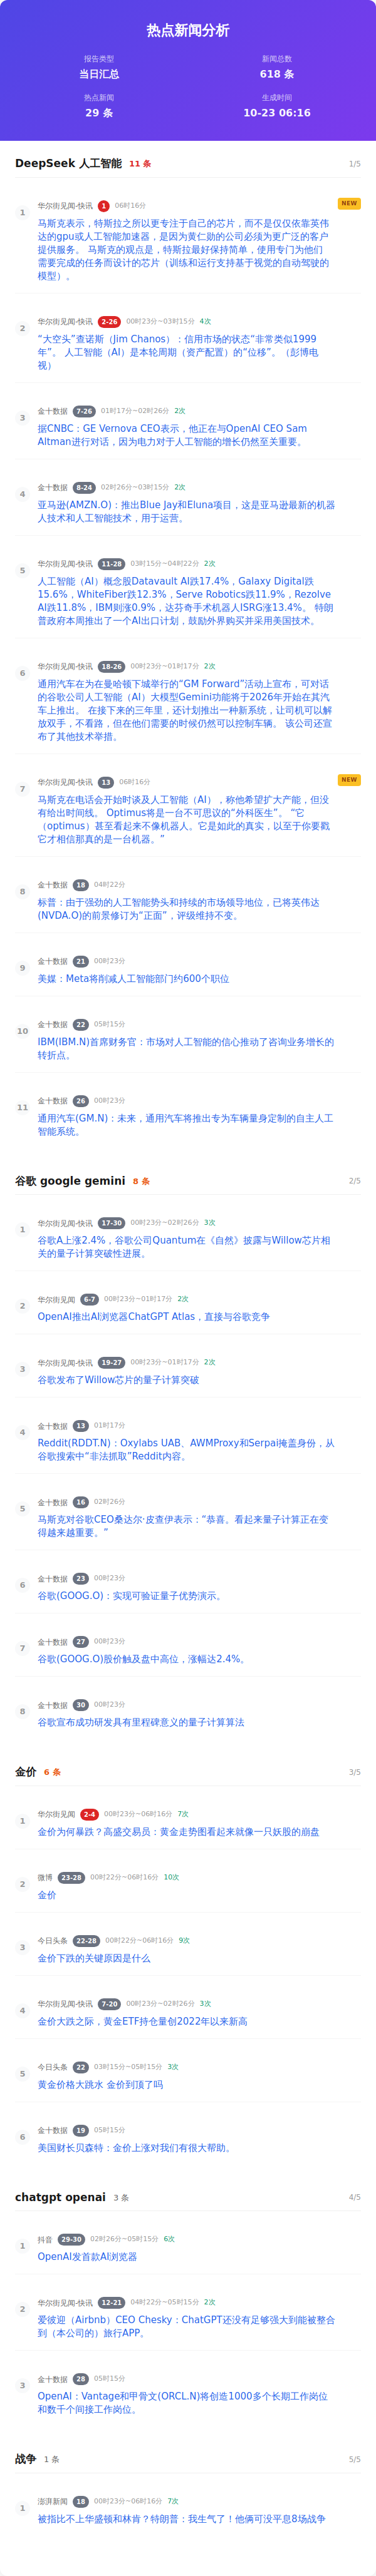 热点新闻分析
报告类型
当日汇总
新闻总数
618 条
热点新闻
29 条
生成时间
10-23 06:16
DeepSeek 人工智能 11 条 1/5
NEW
1 华尔街见闻-快讯 1 06时16分
马斯克表示，特斯拉之所以更专注于自己的芯片，而不是仅仅依靠英伟
达的gpu或人工智能加速器，是因为黄仁勋的公司必须为更广泛的客户
提供服务。 马斯克的观点是，特斯拉最好保持简单，使用专门为他们
需要完成的任务而设计的芯片（训练和运行支持基于视觉的自动驾驶的
模型）。
2 华尔街见闻-快讯 2-26 00时23分~03时15分 4次
“大空头”查诺斯（Jim Chanos）：信用市场的状态“非常类似1999
年”。 人工智能（AI）是本轮周期（资产配置）的“位移”。（彭博电
视）
3 金十数据 7-26 01时17分~02时26分 2次
据CNBC：GE Vernova CEO表示，他正在与OpenAI CEO Sam
Altman进行对话，因为电力对于人工智能的增长仍然至关重要。
4 金十数据 8-24 02时26分~03时15分 2次
亚马逊(AMZN.O)：推出Blue Jay和Eluna项目，这是亚马逊最新的机器
人技术和人工智能技术，用于运营。
5 华尔街见闻-快讯 11-28 03时15分~04时22分 2次
人工智能（AI）概念股Datavault AI跌17.4%，Galaxy Digital跌
15.6%，WhiteFiber跌12.3%，Serve Robotics跌11.9%，Rezolve
AI跌11.8%，IBM则涨0.9%，达芬奇手术机器人ISRG涨13.4%。 特朗
普政府本周推出了一个AI出口计划，鼓励外界购买并采用美国技术。
6 华尔街见闻-快讯 18-26 00时23分~01时17分 2次
通用汽车在为在曼哈顿下城举行的“GM Forward”活动上宣布，可对话
的谷歌公司人工智能（AI）大模型Gemini功能将于2026年开始在其汽
车上推出。 在接下来的三年里，还计划推出一种新系统，让司机可以解
放双手，不看路，但在他们需要的时候仍然可以控制车辆。 该公司还宣
布了其他技术举措。
NEW
7 华尔街见闻-快讯 13 06时16分
马斯克在电话会开始时谈及人工智能（AI），称他希望扩大产能，但没
有给出时间线。 Optimus将是一台不可思议的“外科医生”。 “它
（optimus）甚至看起来不像机器人。它是如此的真实，以至于你要戳
它才相信那真的是一台机器。”
8 金十数据 18 04时22分
标普：由于强劲的人工智能势头和持续的市场领导地位，已将英伟达
(NVDA.O)的前景修订为“正面”，评级维持不变。
9 金十数据 21 00时23分
美媒：Meta将削减人工智能部门约600个职位
10 金十数据 22 05时15分
IBM(IBM.N)首席财务官：市场对人工智能的信心推动了咨询业务增长的
转折点。
11 金十数据 26 00时23分
通用汽车(GM.N)：未来，通用汽车将推出专为车辆量身定制的自主人工
智能系统。
谷歌 google gemini 8 条 2/5
1 华尔街见闻-快讯 17-30 00时23分~02时26分 3次
谷歌A上涨2.4%，谷歌公司Quantum在《自然》披露与Willow芯片相
关的量子计算突破性进展。
2 华尔街见闻 6-7 00时23分~01时17分 2次
OpenAI推出AI浏览器ChatGPT Atlas，直接与谷歌竞争
3 华尔街见闻-快讯 19-27 00时23分~01时17分 2次
谷歌发布了Willow芯片的量子计算突破
4 金十数据 13 01时17分
Reddit(RDDT.N)：Oxylabs UAB、AWMProxy和Serpai掩盖身份，从
谷歌搜索中“非法抓取”Reddit内容。
5 金十数据 16 02时26分
马斯克对谷歌CEO桑达尔·皮查伊表示：“恭喜。看起来量子计算正在变
得越来越重要。”
6 金十数据 23 00时23分
谷歌(GOOG.O)：实现可验证量子优势演示。
7 金十数据 27 00时23分
谷歌(GOOG.O)股价触及盘中高位，涨幅达2.4%。
8 金十数据 30 00时23分
谷歌宣布成功研发具有里程碑意义的量子计算算法
金价 6 条 3/5
1 华尔街见闻 2-4 00时23分~06时16分 7次
金价为何暴跌？高盛交易员：黄金走势图看起来就像一只妖股的崩盘
2 微博 23-28 00时22分~06时16分 10次
金价
3 今日头条 22-28 00时22分~06时16分 9次
金价下跌的关键原因是什么
4 华尔街见闻-快讯 7-20 00时23分~02时26分 3次
金价大跌之际，黄金ETF持仓量创2022年以来新高
5 今日头条 22 03时15分~05时15分 3次
黄金价格大跳水 金价到顶了吗
6 金十数据 19 05时15分
美国财长贝森特：金价上涨对我们有很大帮助。
chatgpt openai 3 条 4/5
1 抖音 29-30 02时26分~05时15分 6次
OpenAI发首款AI浏览器
2 华尔街见闻-快讯 12-21 04时22分~05时15分 2次
爱彼迎（Airbnb）CEO Chesky：ChatGPT还没有足够强大到能被整合
到（本公司的）旅行APP。
3 金十数据 28 05时15分
OpenAI：Vantage和甲骨文(ORCL.N)将创造1000多个长期工作岗位
和数千个间接工作岗位。
战争 1 条 5/5
1 澎湃新闻 18 00时23分~06时16分 7次
被指比不上华盛顿和林肯？特朗普：我生气了！他俩可没平息8场战争